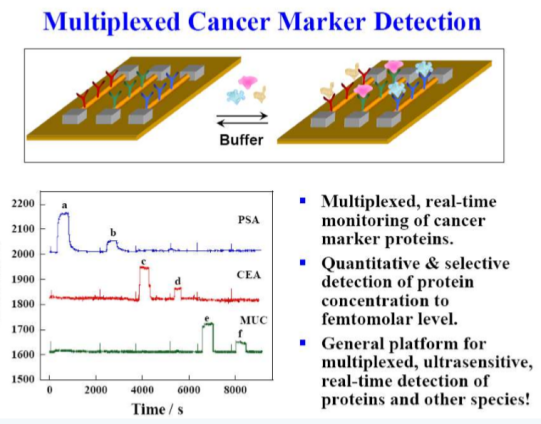 Multiplexed Cancer Marker Detection
Buffer
2200
2100
2000
1900
1800
1700
1600
1500
a
b
PSA
c
d
CEA
e
f
MUC
0
2000
4000
6000
8000
Time / s
Multiplexed, real-time
monitoring of cancer
marker proteins.
Quantitative & selective
detection of protein
concentration to
femtomolar level.
General platform for
multiplexed, ultrasensitive,
real-time detection of
proteins and other species!